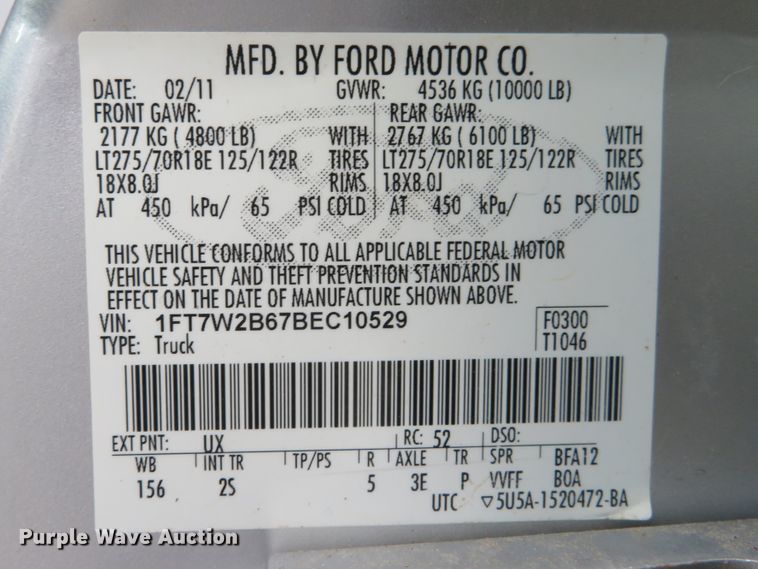 MFD. BY FORD MOTOR CO.
DATE: 02/11 GVWR: 4536 KG (10000 LB)
FRONT GAWR: REAR GAWR:
2177 KG ( 4800 LB) WITH 2767 KG ( 6100 LB) WITH
LT275/70R18E 125/122R TIRES LT275/70R18E 125/122R TIRES
18X8.0J RIMS 18X8.0J RIMS
AT 450 kPa/ 65 PSI COLD AT 450 kPa/ 65 PSI COLD
THIS VEHICLE CONFORMS TO ALL APPLICABLE FEDERAL MOTOR
VEHICLE SAFETY AND THEFT PREVENTION STANDARDS IN
EFFECT ON THE DATE OF MANUFACTURE SHOWN ABOVE.
VIN: 1FT7W2B67BEC10529 F0300
TYPE: Truck T1046
EXT PNT: UX RC: 52 DSO:
WB INT TR TP/PS R AXLE TR SPR BFA12
156 2S 5 3E P VVFF BOA
UTC ▽5U5A-1520472-BA
Purple Wave Auction